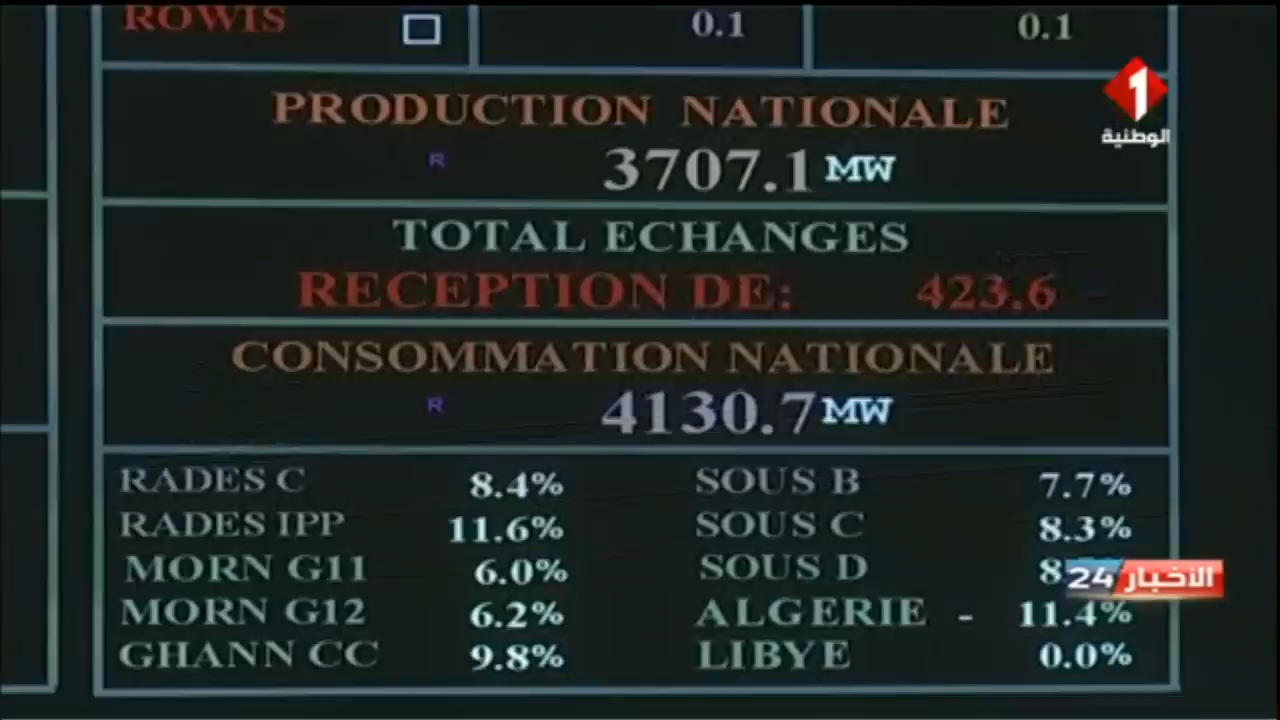 ROWIS 0.1 0.1
PRODUCTION NATIONALE
R 3707.1 MW
TOTAL ECHANGES
RECEPTION DE: 423.6
CONSOMMATION NATIONALE
R 4130.7 MW
RADES C 8.4% SOUS B 7.7%
RADES IPP 11.6% SOUS C 8.3%
MORN G11 6.0% SOUS D 8.
MORN G12 6.2% ALGERIE - 11.4%
GHANN CC 9.8% LIBYE 0.0%
1
الوطنية
الاخبار 24